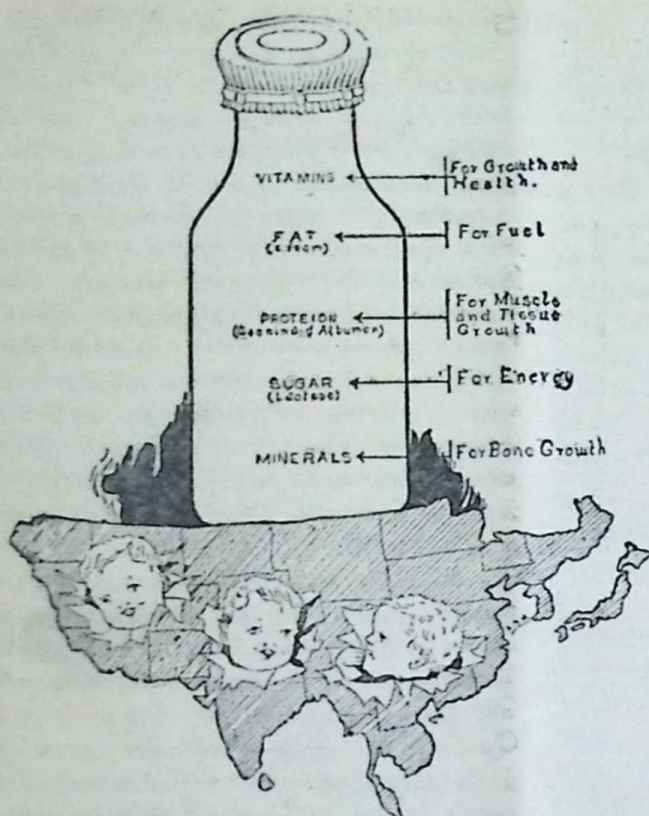 VITAMINS
For Growth and
Health.
FAT
(cream)
For Fuel
PROTEION
For Muscle
and Tissue
Growth
SUGAR
(Lactose)
For Energy
MINERALS
For Bone Growth